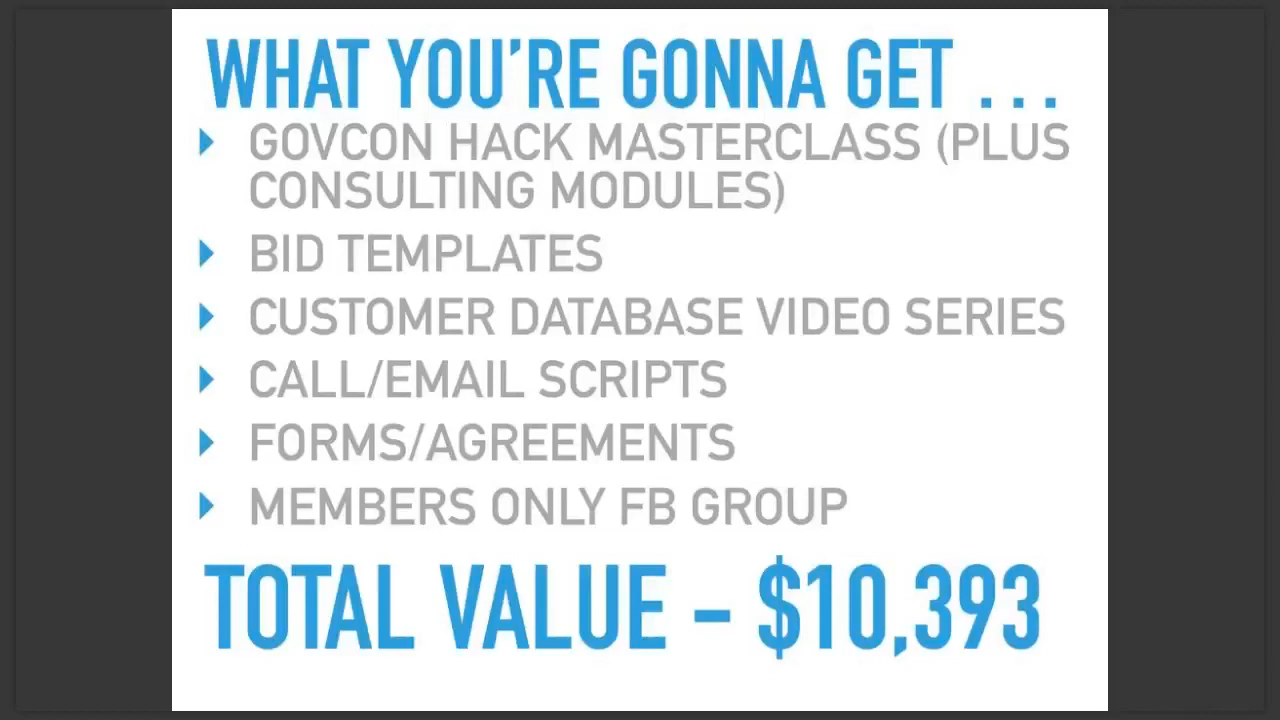 WHAT YOU'RE GONNA GET . . .
GOVCON HACK MASTERCLASS (PLUS
CONSULTING MODULES)
BID TEMPLATES
CUSTOMER DATABASE VIDEO SERIES
CALL/EMAIL SCRIPTS
FORMS/AGREEMENTS
MEMBERS ONLY FB GROUP
TOTAL VALUE – $10,393